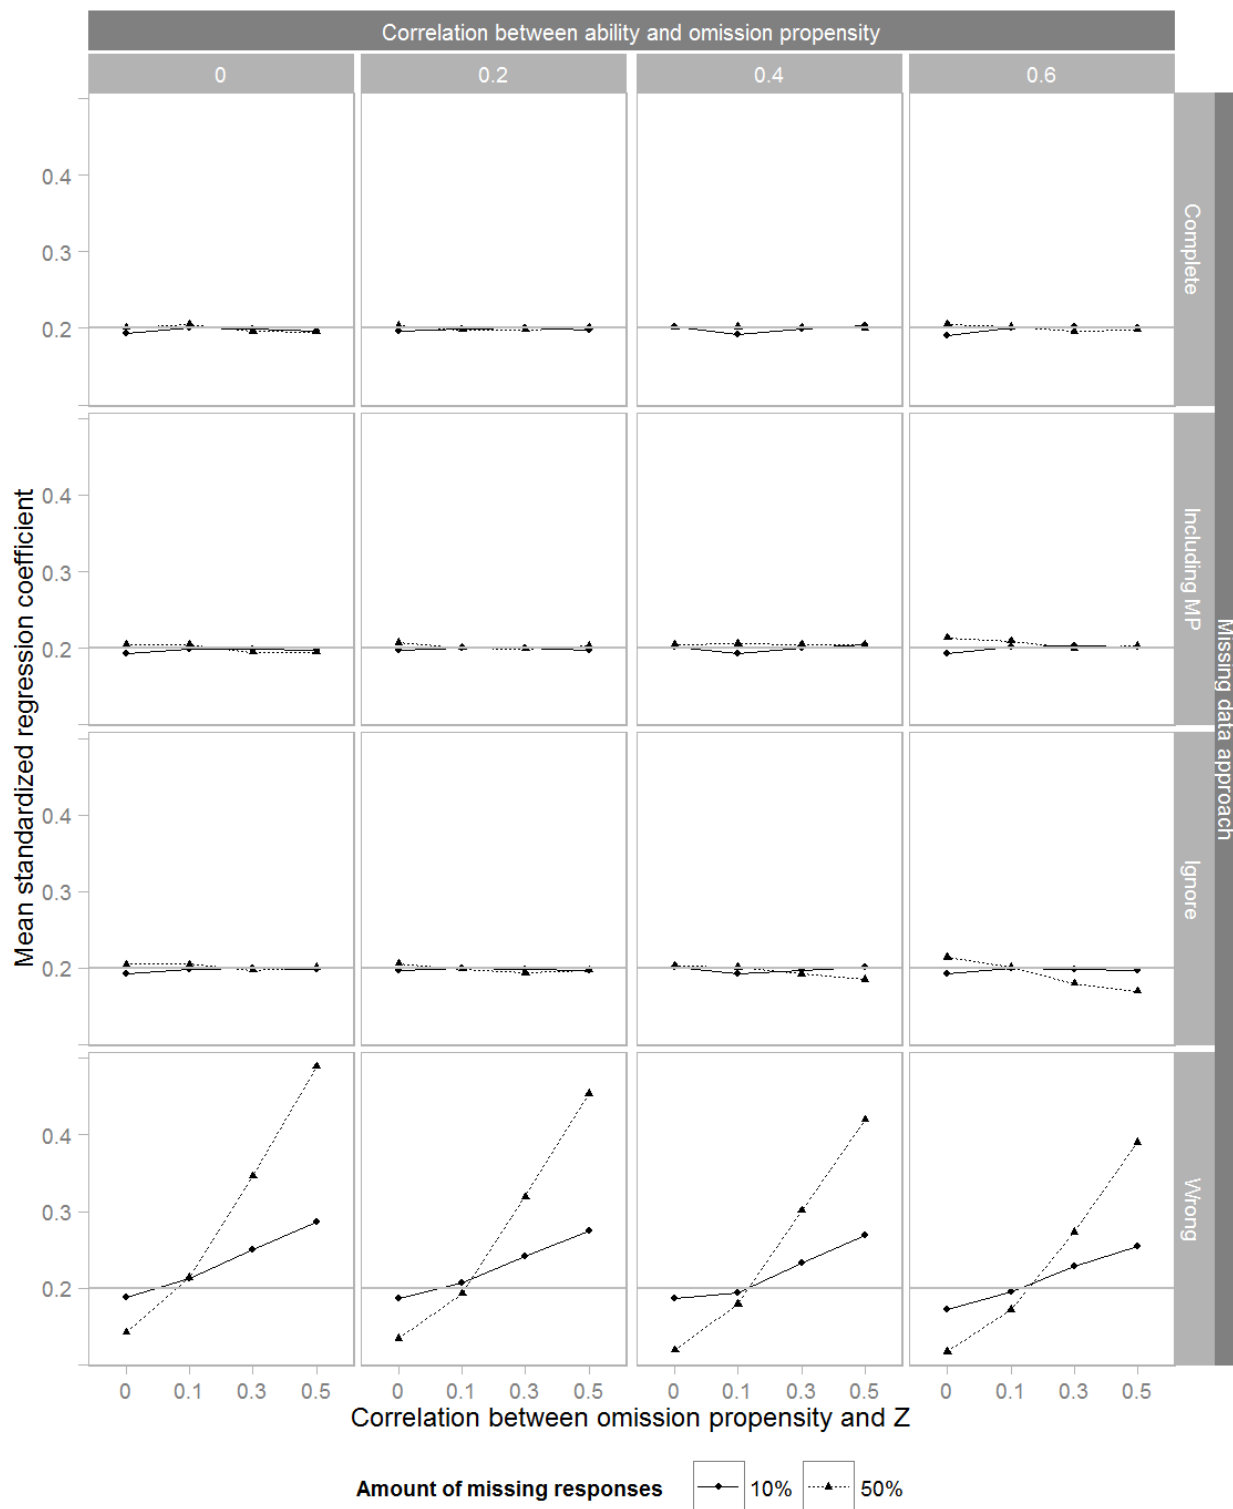 Correlation between ability and omission propensity
0 0.2 0.4 0.6
0.4
0.3
0.2
Complete
0.4
0.3
0.2
Including MP
0.4
0.3
0.2
Ignore
0.4
0.3
0.2
Wrong
Mean standardized regression coefficient
Missing data approach
0 0.1 0.3 0.5 0 0.1 0.3 0.5 0 0.1 0.3 0.5 0 0.1 0.3 0.5
Correlation between omission propensity and Z
Amount of missing responses 10% 50%